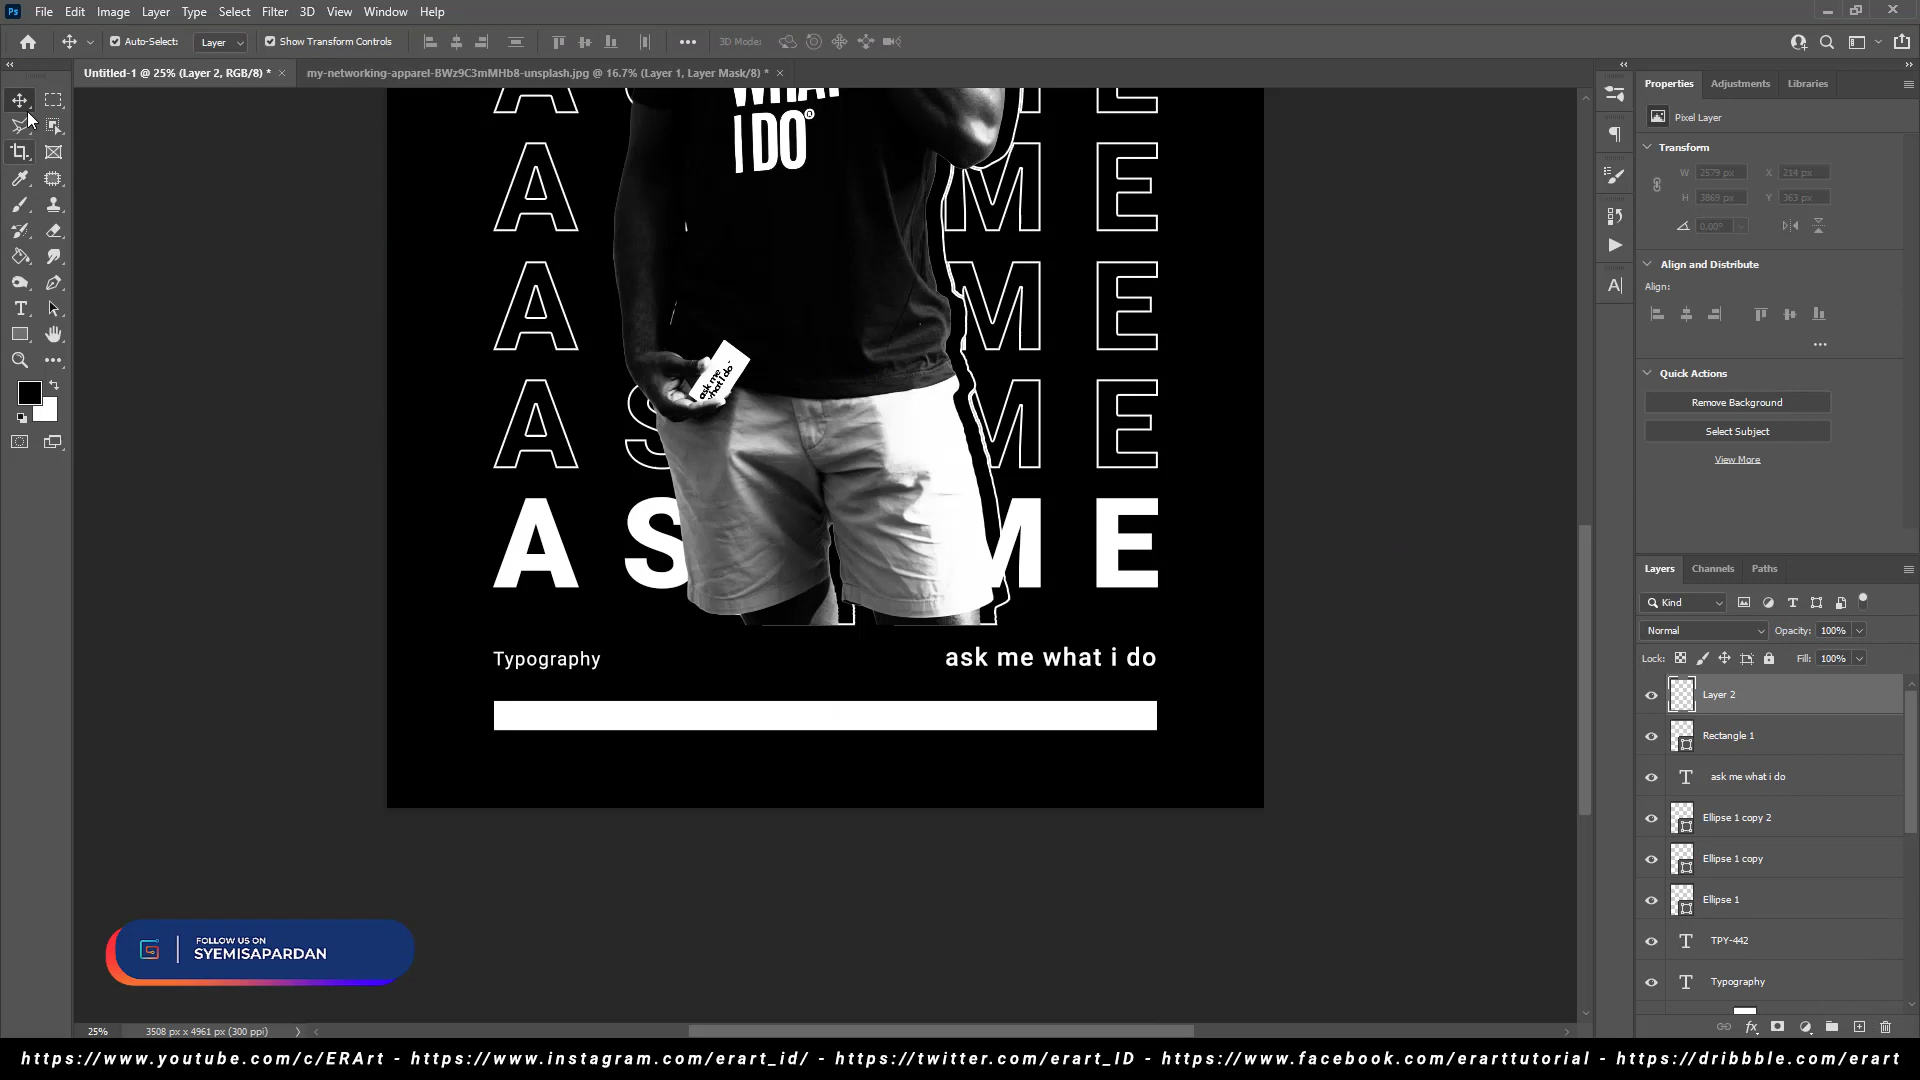 Ps File Edit Image Layer Type Select Filter 3D View Window Help
Auto-Select: Layer Show Transform Controls 3D Mode:
Untitled-1 @ 25% (Layer 2, RGB/8) * my-networking-apparel-BWz9C3mMHb8-unsplash.jpg @ 16.7% (Layer 1, Layer Mask/8) *
Properties Adjustments Libraries
Pixel Layer
Transform
W 2579 px X 214 px
H 3869 px Y 363 px
0.00°
Align and Distribute
Align:
Quick Actions
Remove Background
Select Subject
View More
WHAT
I DO®
A M E
A M E
A S M E
ask me
what I do
A S M E
Typography ask me what i do
Layers Channels Paths
Kind
Normal Opacity: 100%
Lock: Fill: 100%
Layer 2
Rectangle 1
ask me what i do
Ellipse 1 copy 2
Ellipse 1 copy
Ellipse 1
TPY-442
Typography
FOLLOW US ON
SYEMISAPARDAN
25% 3508 px x 4961 px (300 ppi)
https://www.youtube.com/c/ERArt - https://www.instagram.com/erart_id/ - https://twitter.com/erart_ID - https://www.facebook.com/erarttutorial - https://dribbble.com/erart